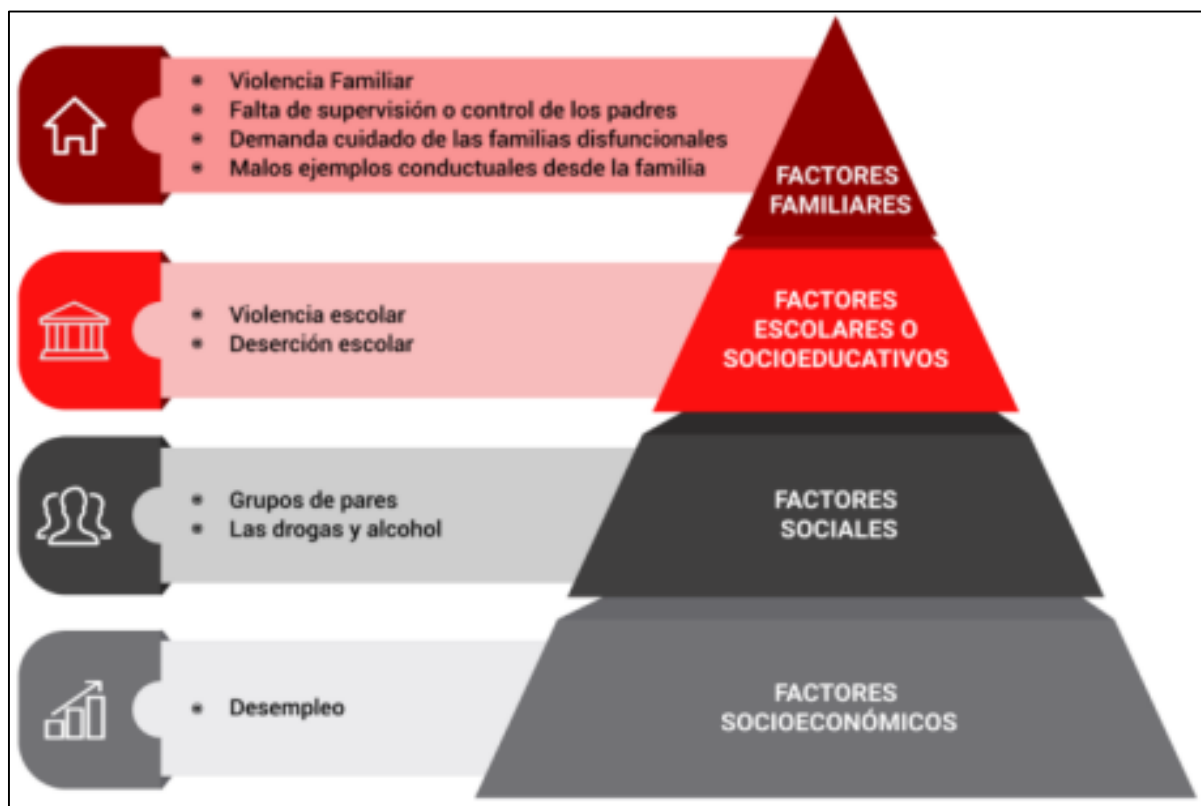 • Violencia Familiar
• Falta de supervisión o control de los padres
• Demanda cuidado de las familias disfuncionales
• Malos ejemplos conductuales desde la familia
FACTORES
FAMILIARES
• Violencia escolar
• Deserción escolar
FACTORES
ESCOLARES O
SOCIOEDUCATIVOS
• Grupos de pares
• Las drogas y alcohol
FACTORES
SOCIALES
• Desempleo
FACTORES
SOCIOECONÓMICOS